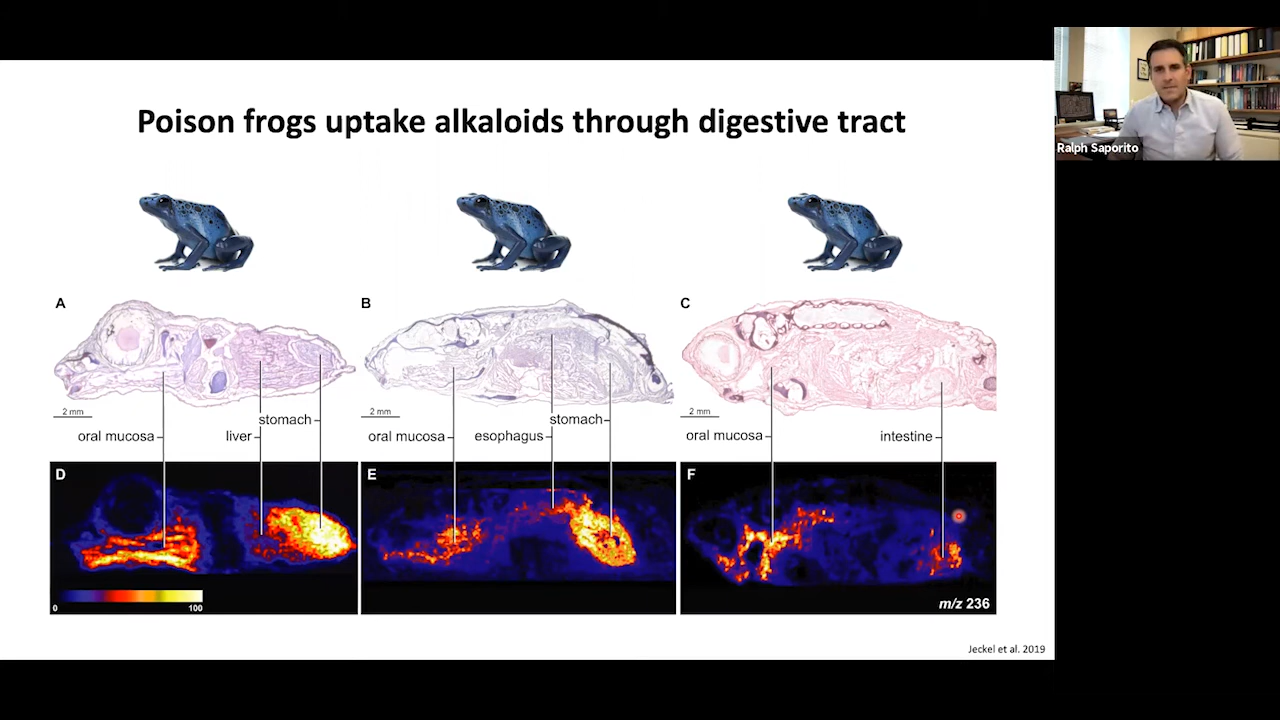 Poison frogs uptake alkaloids through digestive tract
Ralph Saporito
A
B
C
2 mm
2 mm
2 mm
stomach
stomach
oral mucosa
liver
oral mucosa
esophagus
oral mucosa
intestine
D
E
F
0
100
m/z 236
Jeckel et al. 2019